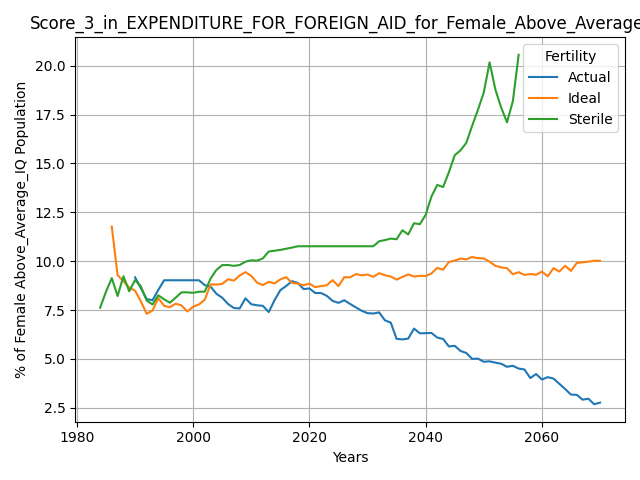 Score_3_in_EXPENDITURE_FOR_FOREIGN_AID_for_Female_Above_Average
% of Female Above_Average_IQ Population
20.0
17.5
15.0
12.5
10.0
7.5
5.0
2.5
Fertility
Actual
Ideal
Sterile
1980 2000 2020 2040 2060
Years